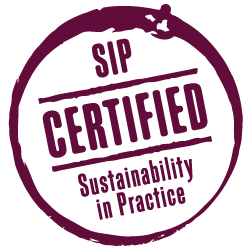 SIP
CERTIFIED
Sustainability
in Practice